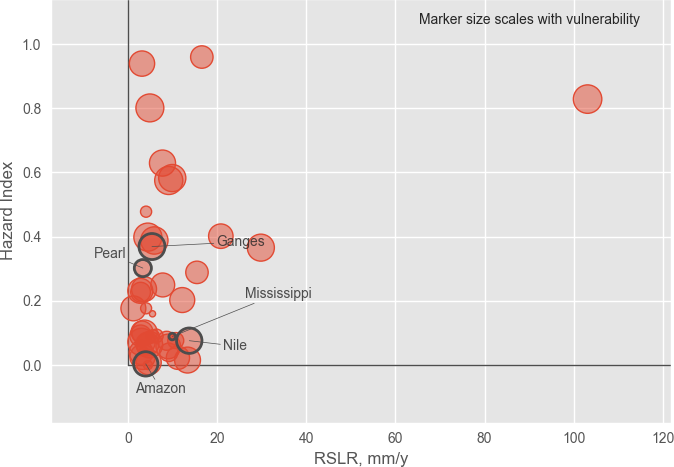 Marker size scales with vulnerability
1.0
0.8
0.6
0.4
0.2
0.0
Hazard Index
Ganges
Pearl
Mississippi
Nile
Amazon
0 20 40 60 80 100 120
RSLR, mm/y